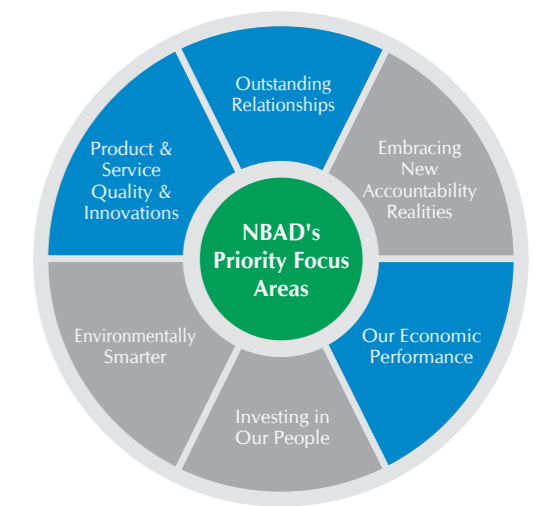 Outstanding
Relationships
Embracing
New
Accountability
Realities
Our Economic
Performance
Investing in
Our People
Environmentally
Smarter
Product &
Service
Quality &
Innovations
NBAD's
Priority Focus
Areas